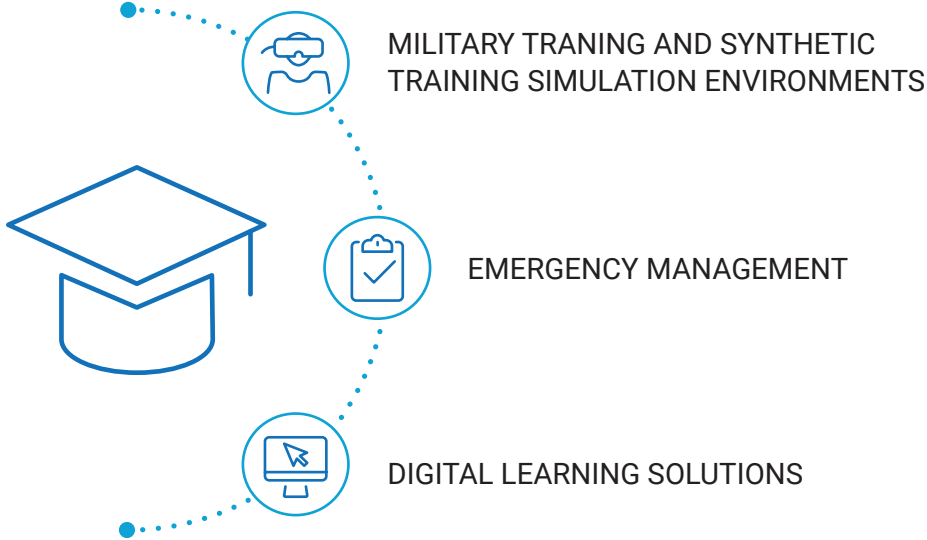 MILITARY TRANING AND SYNTHETIC
TRAINING SIMULATION ENVIRONMENTS
EMERGENCY MANAGEMENT
DIGITAL LEARNING SOLUTIONS